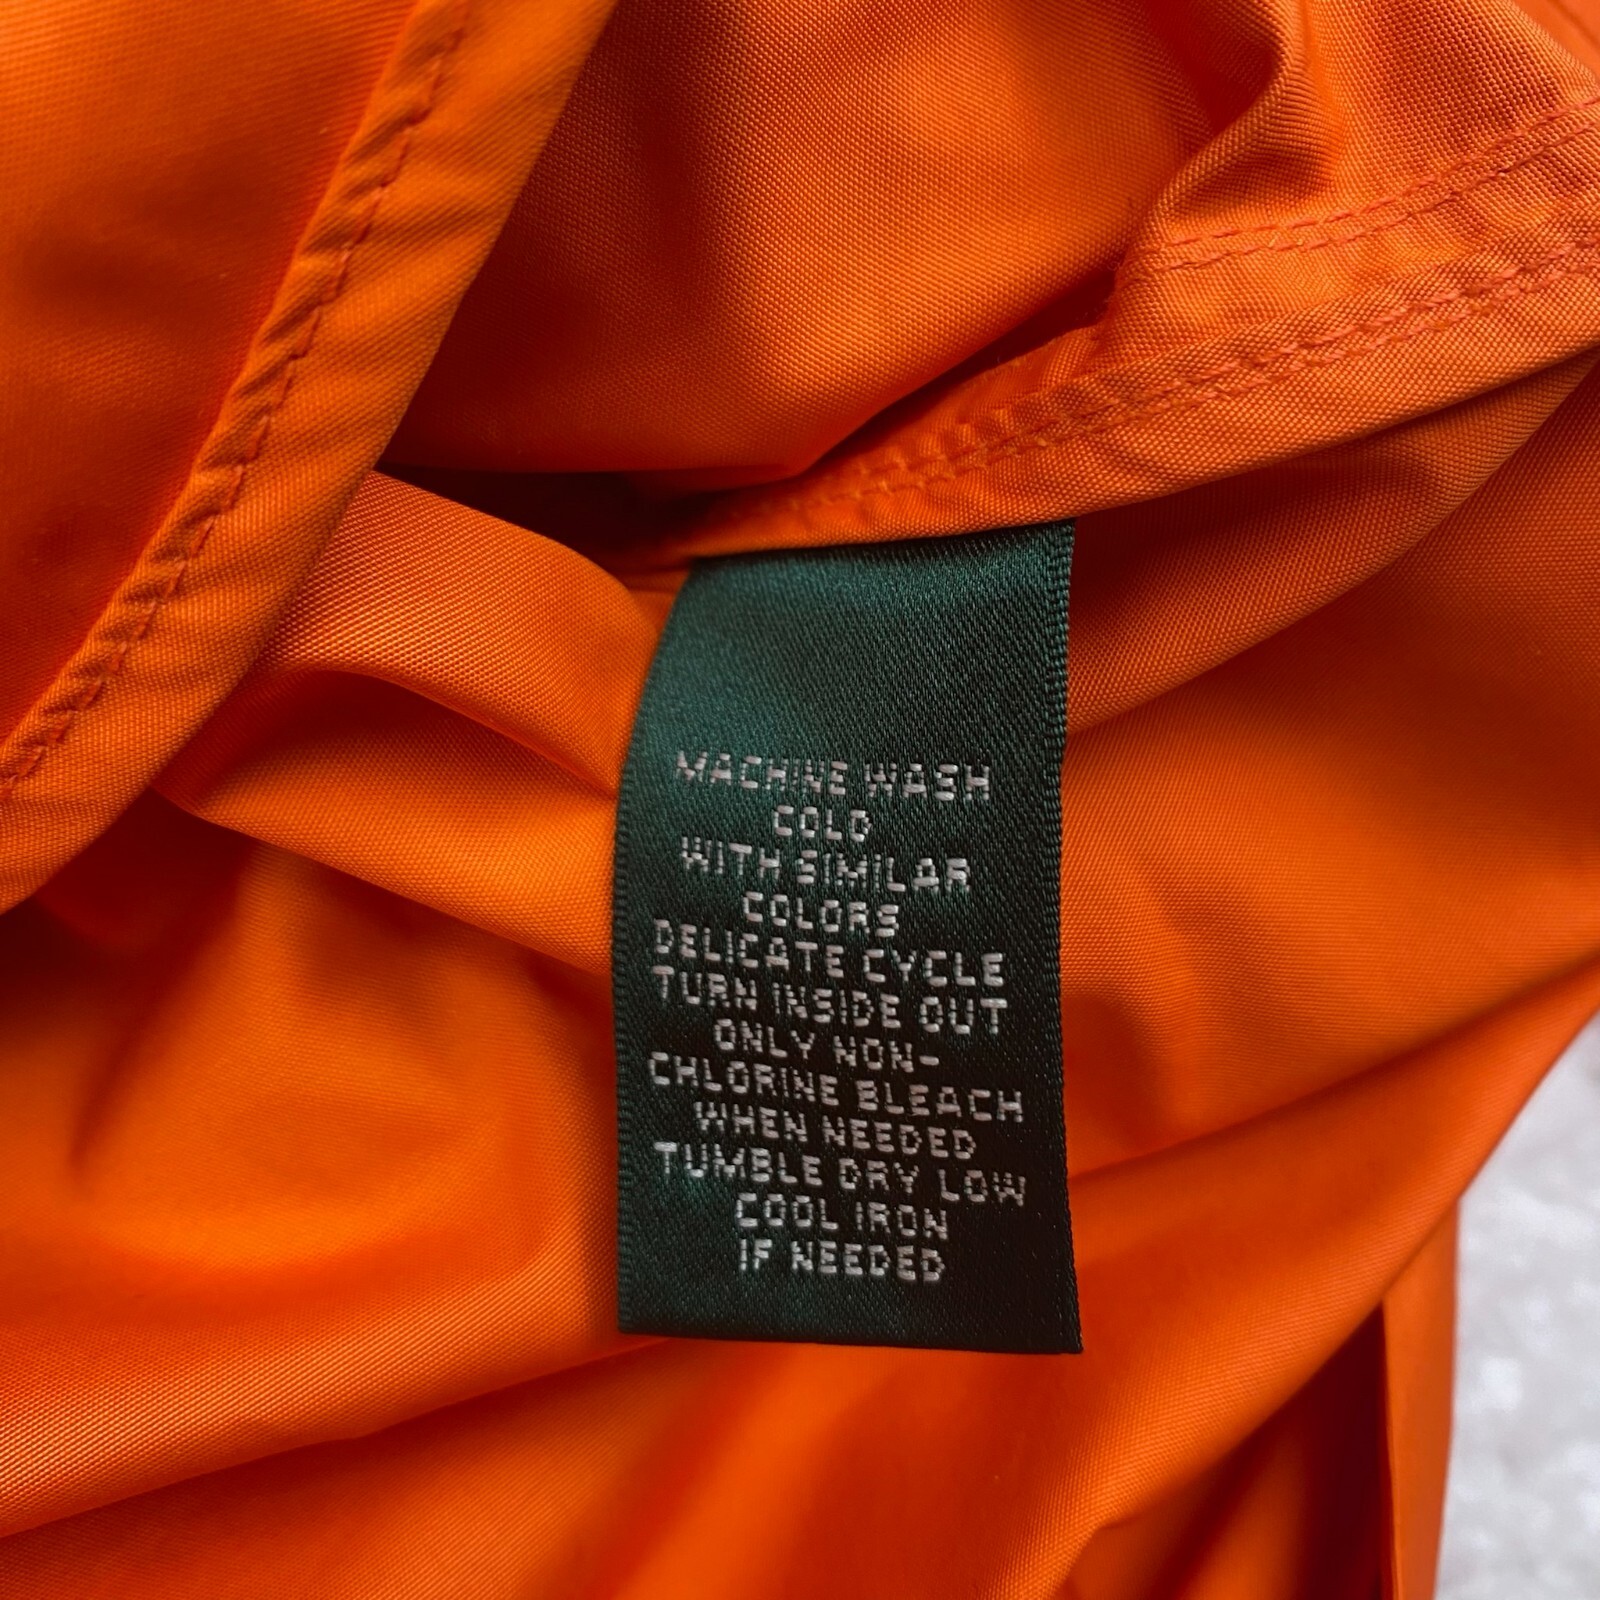 MACHINE WASH
COLD
WITH SIMILAR
COLORS
DELICATE CYCLE
TURN INSIDE OUT
ONLY NON-
CHLORINE BLEACH
WHEN NEEDED
TUMBLE DRY LOW
COOL IRON
IF NEEDED